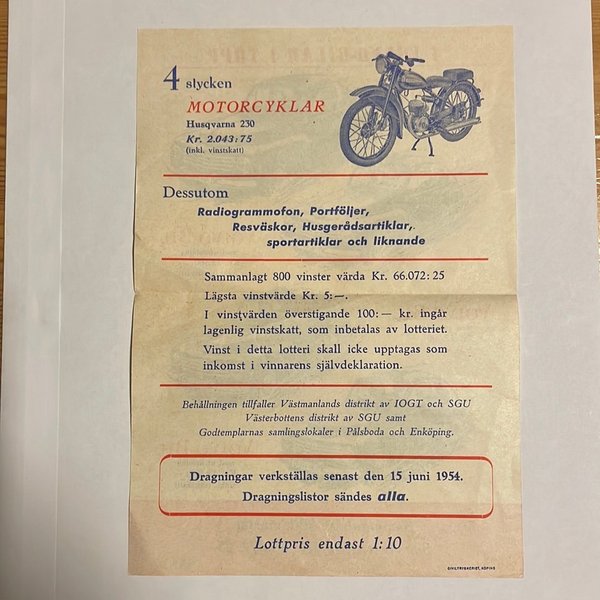 4 stycken
MOTORCYKLAR
Husqvarna 230
Kr. 2.043:75
(inkl. vinstskatt)
Dessutom
Radiogrammofon, Portföljer,
Resväskor, Husgerådsartiklar,
sportartiklar och liknande
Sammanlagt 800 vinster värda Kr. 66.072:25
Lägsta vinstvärde Kr. 5:—.
I vinstvärden överstigande 100:— kr. ingår
lagenlig vinstskatt, som inbetalas av lotteriet.
Vinst i detta lotteri skall icke upptagas som
inkomst i vinnarens självdeklaration.
Behållningen tillfaller Västmanlands distrikt av IOGT och SGU
Västerbottens distrikt av SGU samt
Godtemplarnas samlingslokaler i Pålsboda och Enköping.
Dragningar verkställas senast den 15 juni 1954.
Dragningslistor sändes alla.
Lottpris endast 1:10
CIVILTRYCKERIET, KÖPING